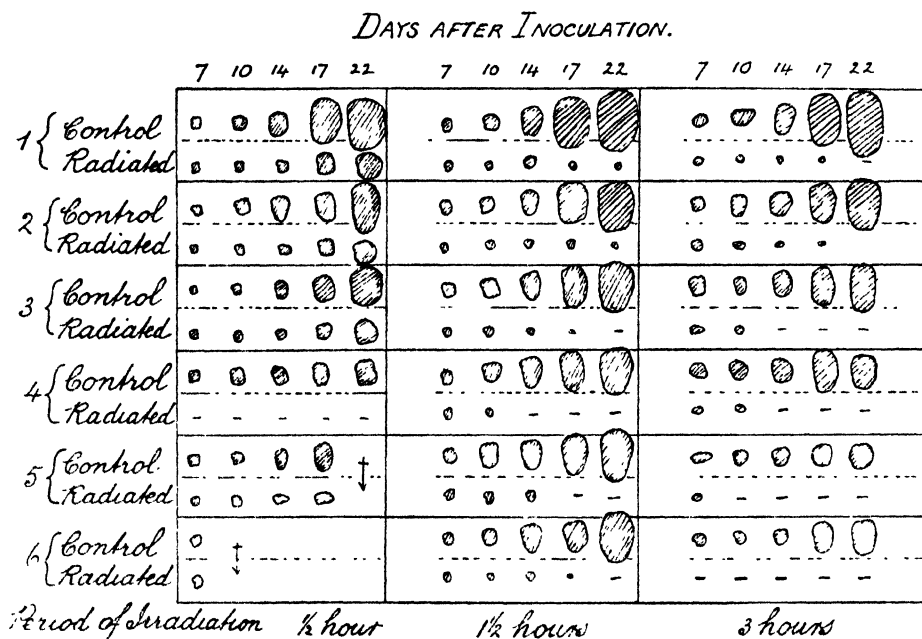 DAYS AFTER INOCULATION.
7 10 14 17 22 7 10 14 17 22 7 10 14 17 22
1 { Control
Radiated
2 { Control
Radiated
3 { Control
Radiated
4 { Control
Radiated
5 { Control.
Radiated
6 { Control
Radiated
Period of Irradiation ½ hour 1½ hours 3 hours